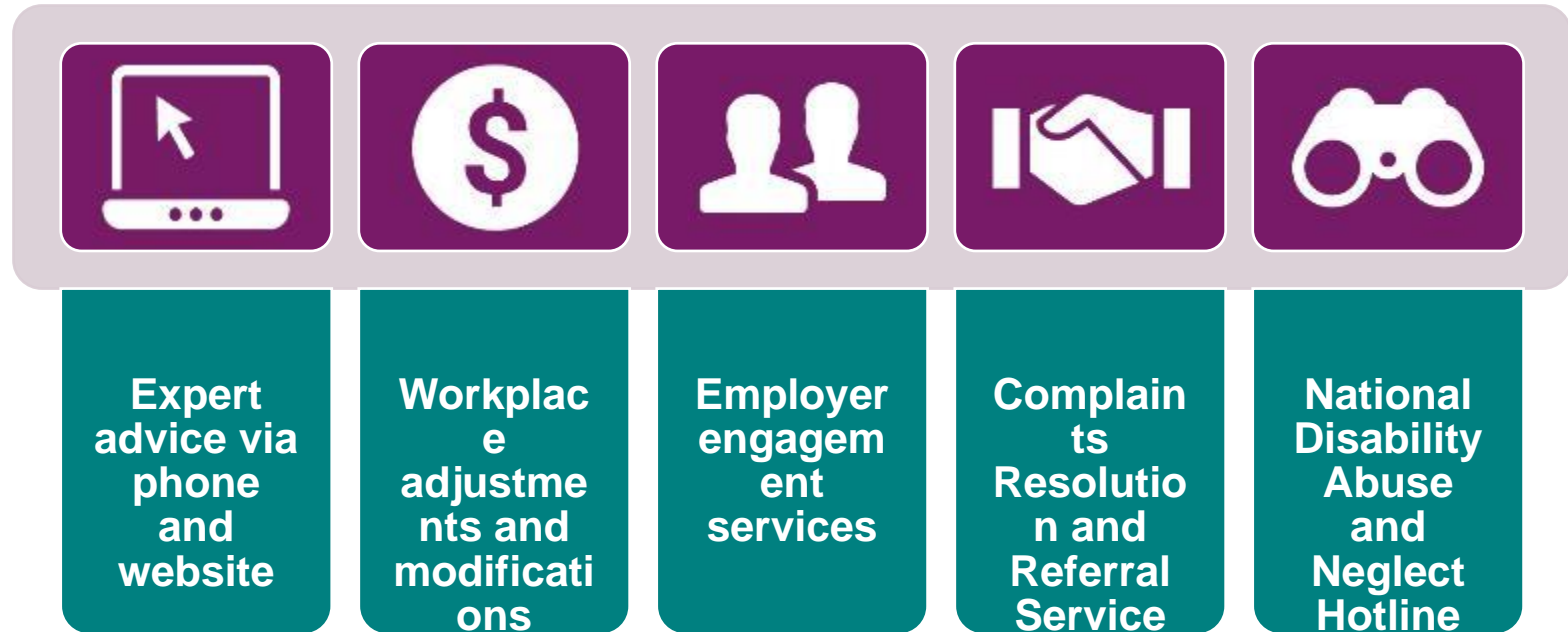 Expert
advice via
phone
and
website
Workplac
e
adjustme
nts and
modificati
ons
Employer
engagem
ent
services
Complain
ts
Resolutio
n and
Referral
Service
National
Disability
Abuse
and
Neglect
Hotline